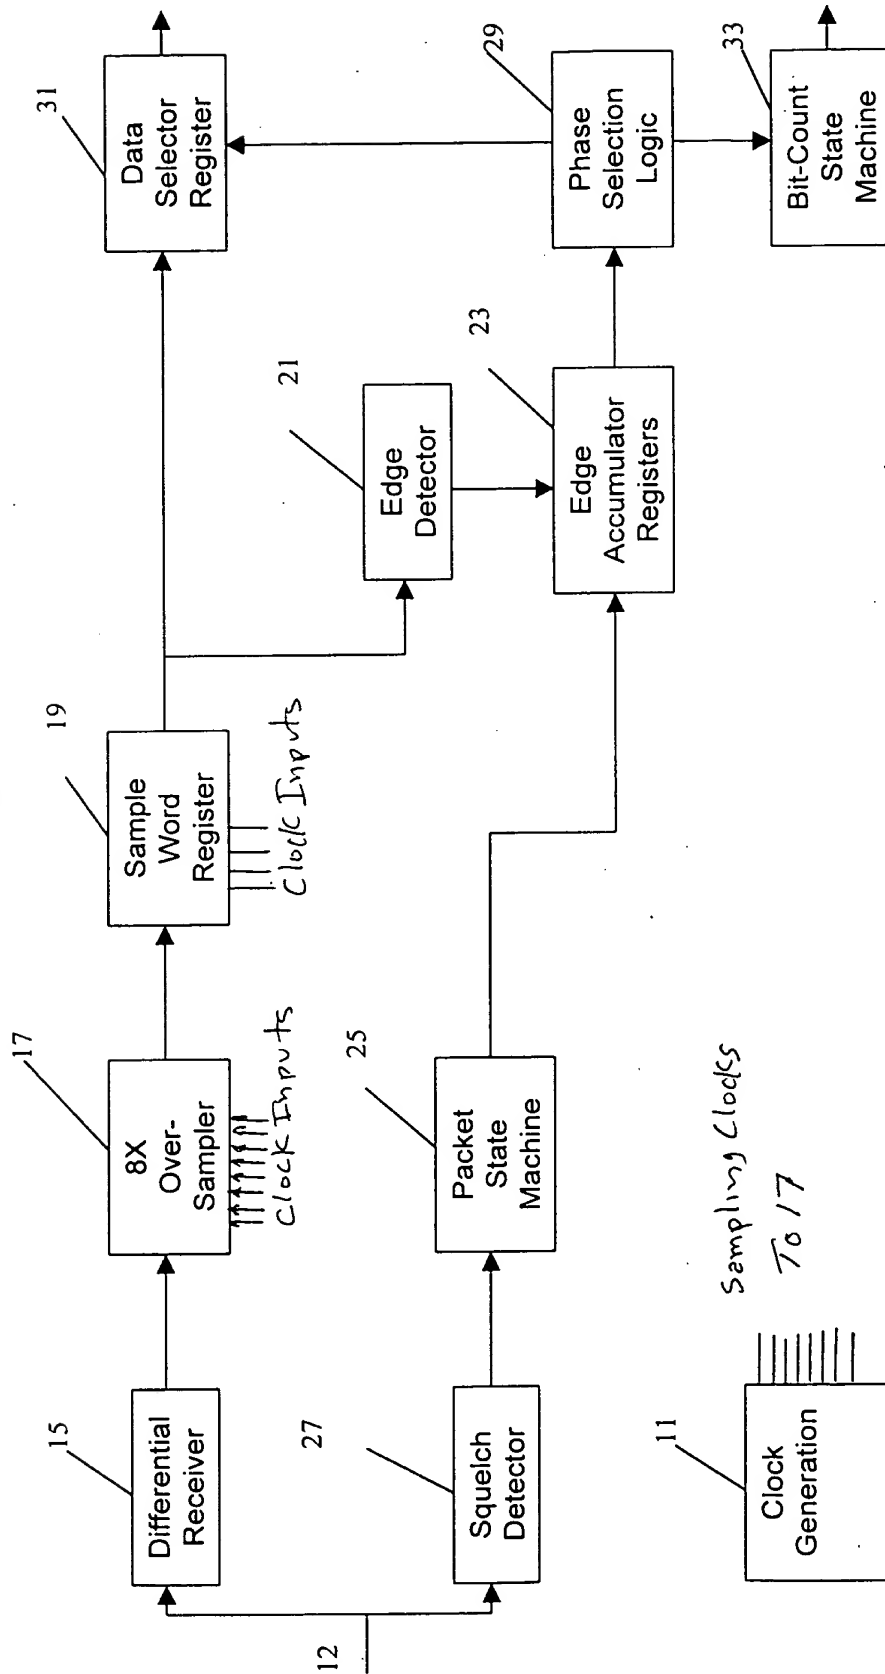 12
15
Differential
Receiver
17
8X
Over-
Sampler
Clock Inputs
19
Sample
Word
Register
Clock Inputs
31
Data
Selector
Register
21
Edge
Detector
27
Squelch
Detector
25
Packet
State
Machine
23
Edge
Accumulator
Registers
29
Phase
Selection
Logic
33
Bit-Count
State
Machine
11
Clock
Generation
Sampling Clocks
To 17